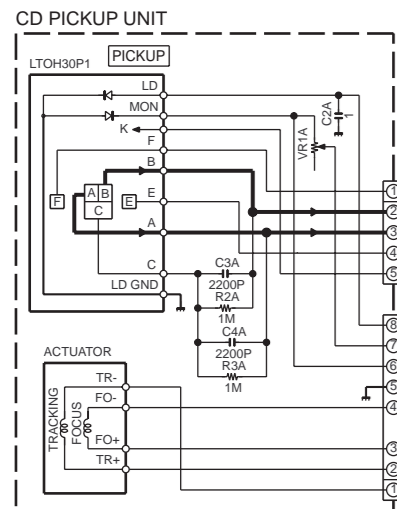 CD PICKUP UNIT
LTOH30P1
PICKUP
LD
MON
K
F
B
E
A
C
LD GND
F
A B
C
E
C2A
1
VR1A
C3A
2200P
R2A
1M
C4A
2200P
R3A
1M
1
2
3
4
5
8
7
6
5
4
3
2
1
ACTUATOR
TR-
FO-
FO+
TR+
TRACKING
FOCUS